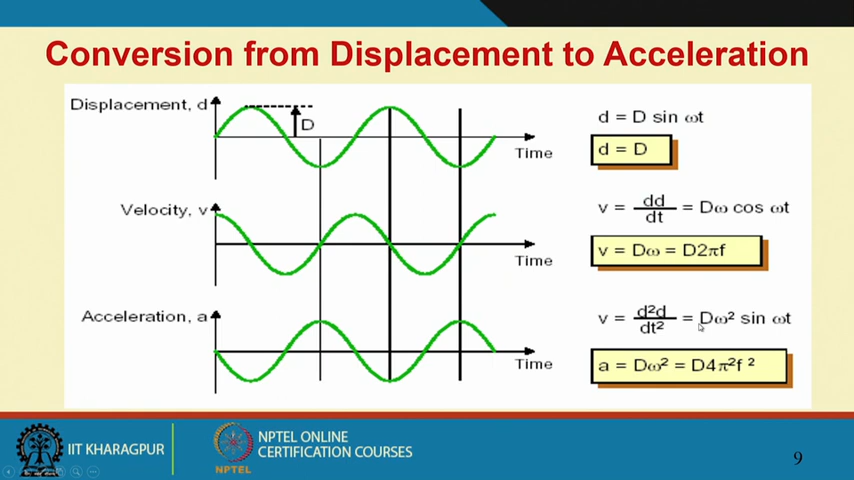 Conversion from Displacement to Acceleration
Displacement, d
D
Time
d = D sin ωt
d = D
Velocity, v
Time
v = dd/dt = Dω cos ωt
v = Dω = D2πf
Acceleration, a
Time
v = d²d/dt² = Dω² sin ωt
a = Dω² = D4π²f ²
IIT KHARAGPUR
NPTEL
NPTEL ONLINE
CERTIFICATION COURSES
9